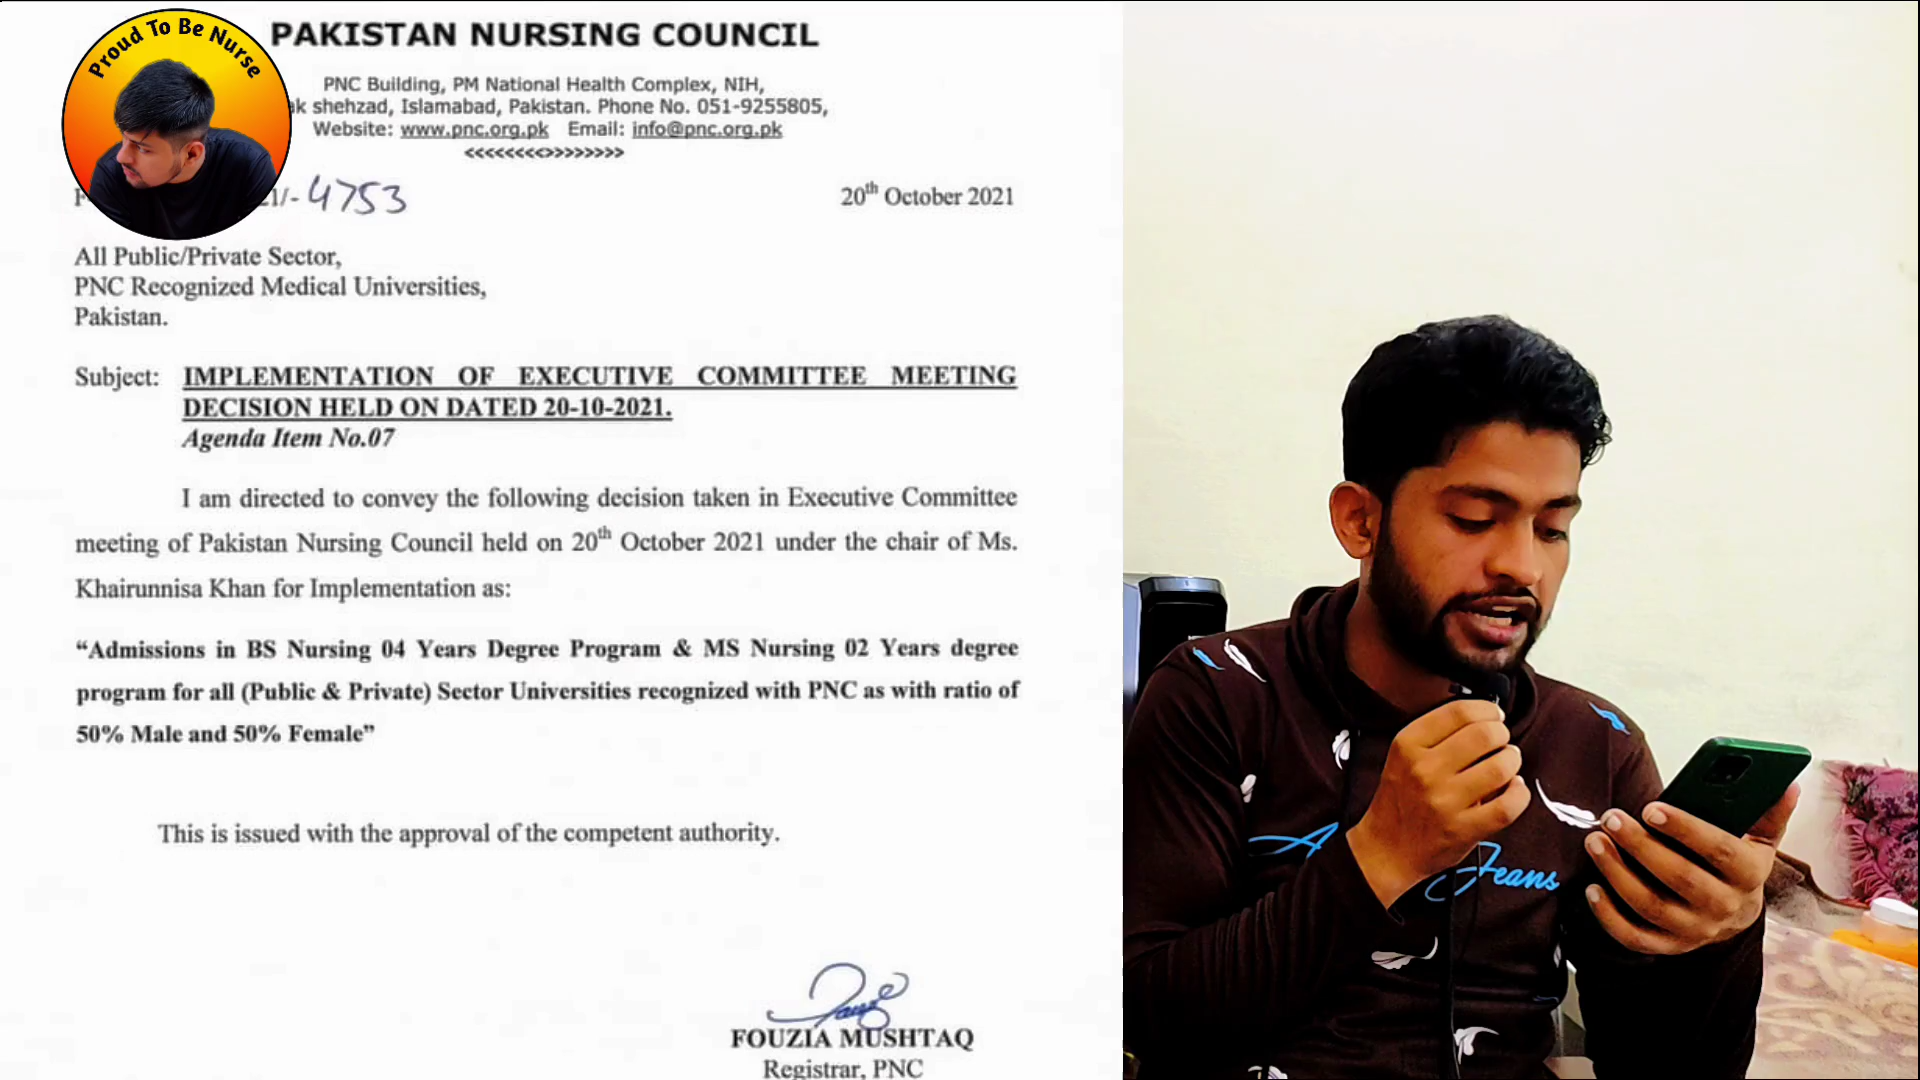 Proud To Be Nurse
PAKISTAN NURSING COUNCIL
PNC Building, PM National Health Complex, NIH,
shehzad, Islamabad, Pakistan. Phone No. 051-9255805,
Website: www.pnc.org.pk Email: info@pnc.org.pk
<<<<<<<<>>>>>>>>>
/-4753
20th October 2021
All Public/Private Sector,
PNC Recognized Medical Universities,
Pakistan.
Subject: IMPLEMENTATION OF EXECUTIVE COMMITTEE MEETING
DECISION HELD ON DATED 20-10-2021.
Agenda Item No.07
I am directed to convey the following decision taken in Executive Committee
meeting of Pakistan Nursing Council held on 20th October 2021 under the chair of Ms.
Khairunnisa Khan for Implementation as:
“Admissions in BS Nursing 04 Years Degree Program & MS Nursing 02 Years degree
program for all (Public & Private) Sector Universities recognized with PNC as with ratio of
50% Male and 50% Female”
This is issued with the approval of the competent authority.
FOUZIA MUSHTAQ
Registrar, PNC
Jeans